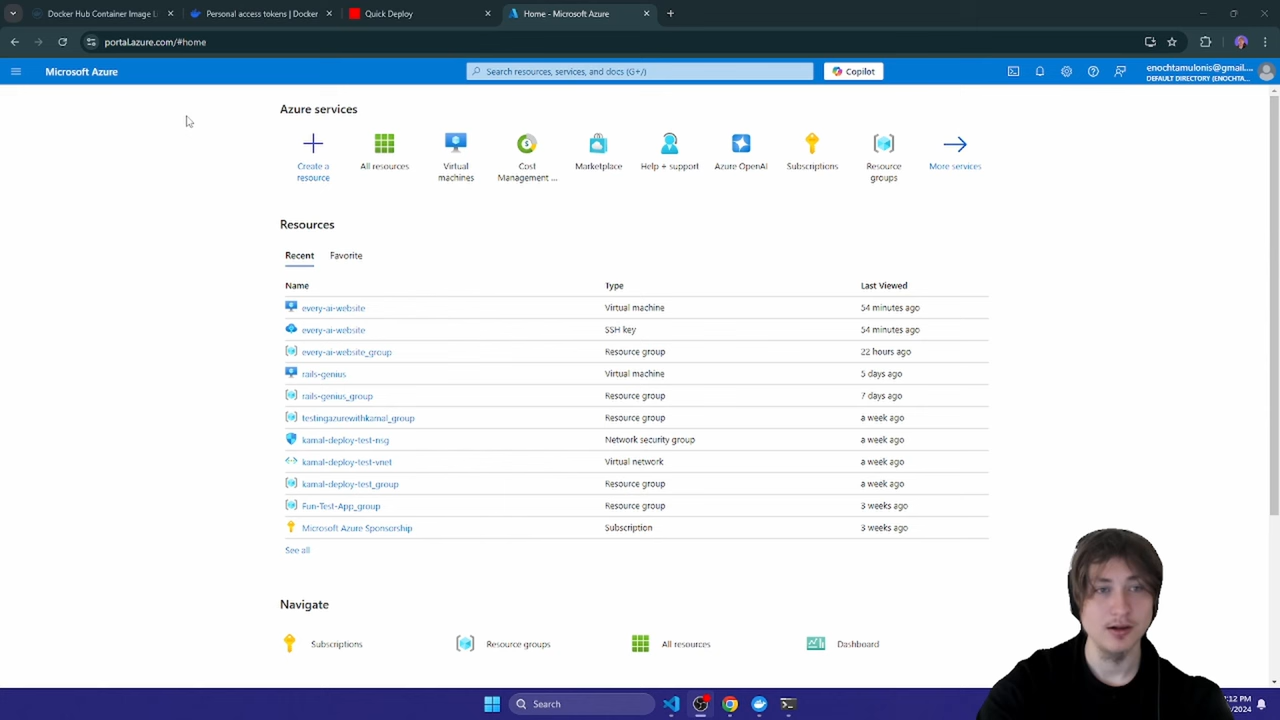 Docker Hub Container Image Li
Personal access tokens | Docker
Quick Deploy
Home - Microsoft Azure
portal.azure.com/#home
Microsoft Azure
Search resources, services, and docs (G+/)
Copilot
enochtamulonis@gmail....
DEFAULT DIRECTORY (ENOCHTA...
Azure services
Create a resource
All resources
Virtual machines
Cost Management ...
Marketplace
Help + support
Azure OpenAI
Subscriptions
Resource groups
More services
Resources
Recent
Favorite
Name
Type
Last Viewed
every-ai-website
Virtual machine
54 minutes ago
every-ai-website
SSH key
54 minutes ago
every-ai-website_group
Resource group
22 hours ago
rails-genius
Virtual machine
5 days ago
rails-genius_group
Resource group
7 days ago
testingazurewithkamal_group
Resource group
a week ago
kamal-deploy-test-nsg
Network security group
a week ago
kamal-deploy-test-vnet
Virtual network
a week ago
kamal-deploy-test_group
Resource group
a week ago
Fun-Test-App_group
Resource group
3 weeks ago
Microsoft Azure Sponsorship
Subscription
3 weeks ago
See all
Navigate
Subscriptions
Resource groups
All resources
Dashboard
Search
:12 PM
/2024